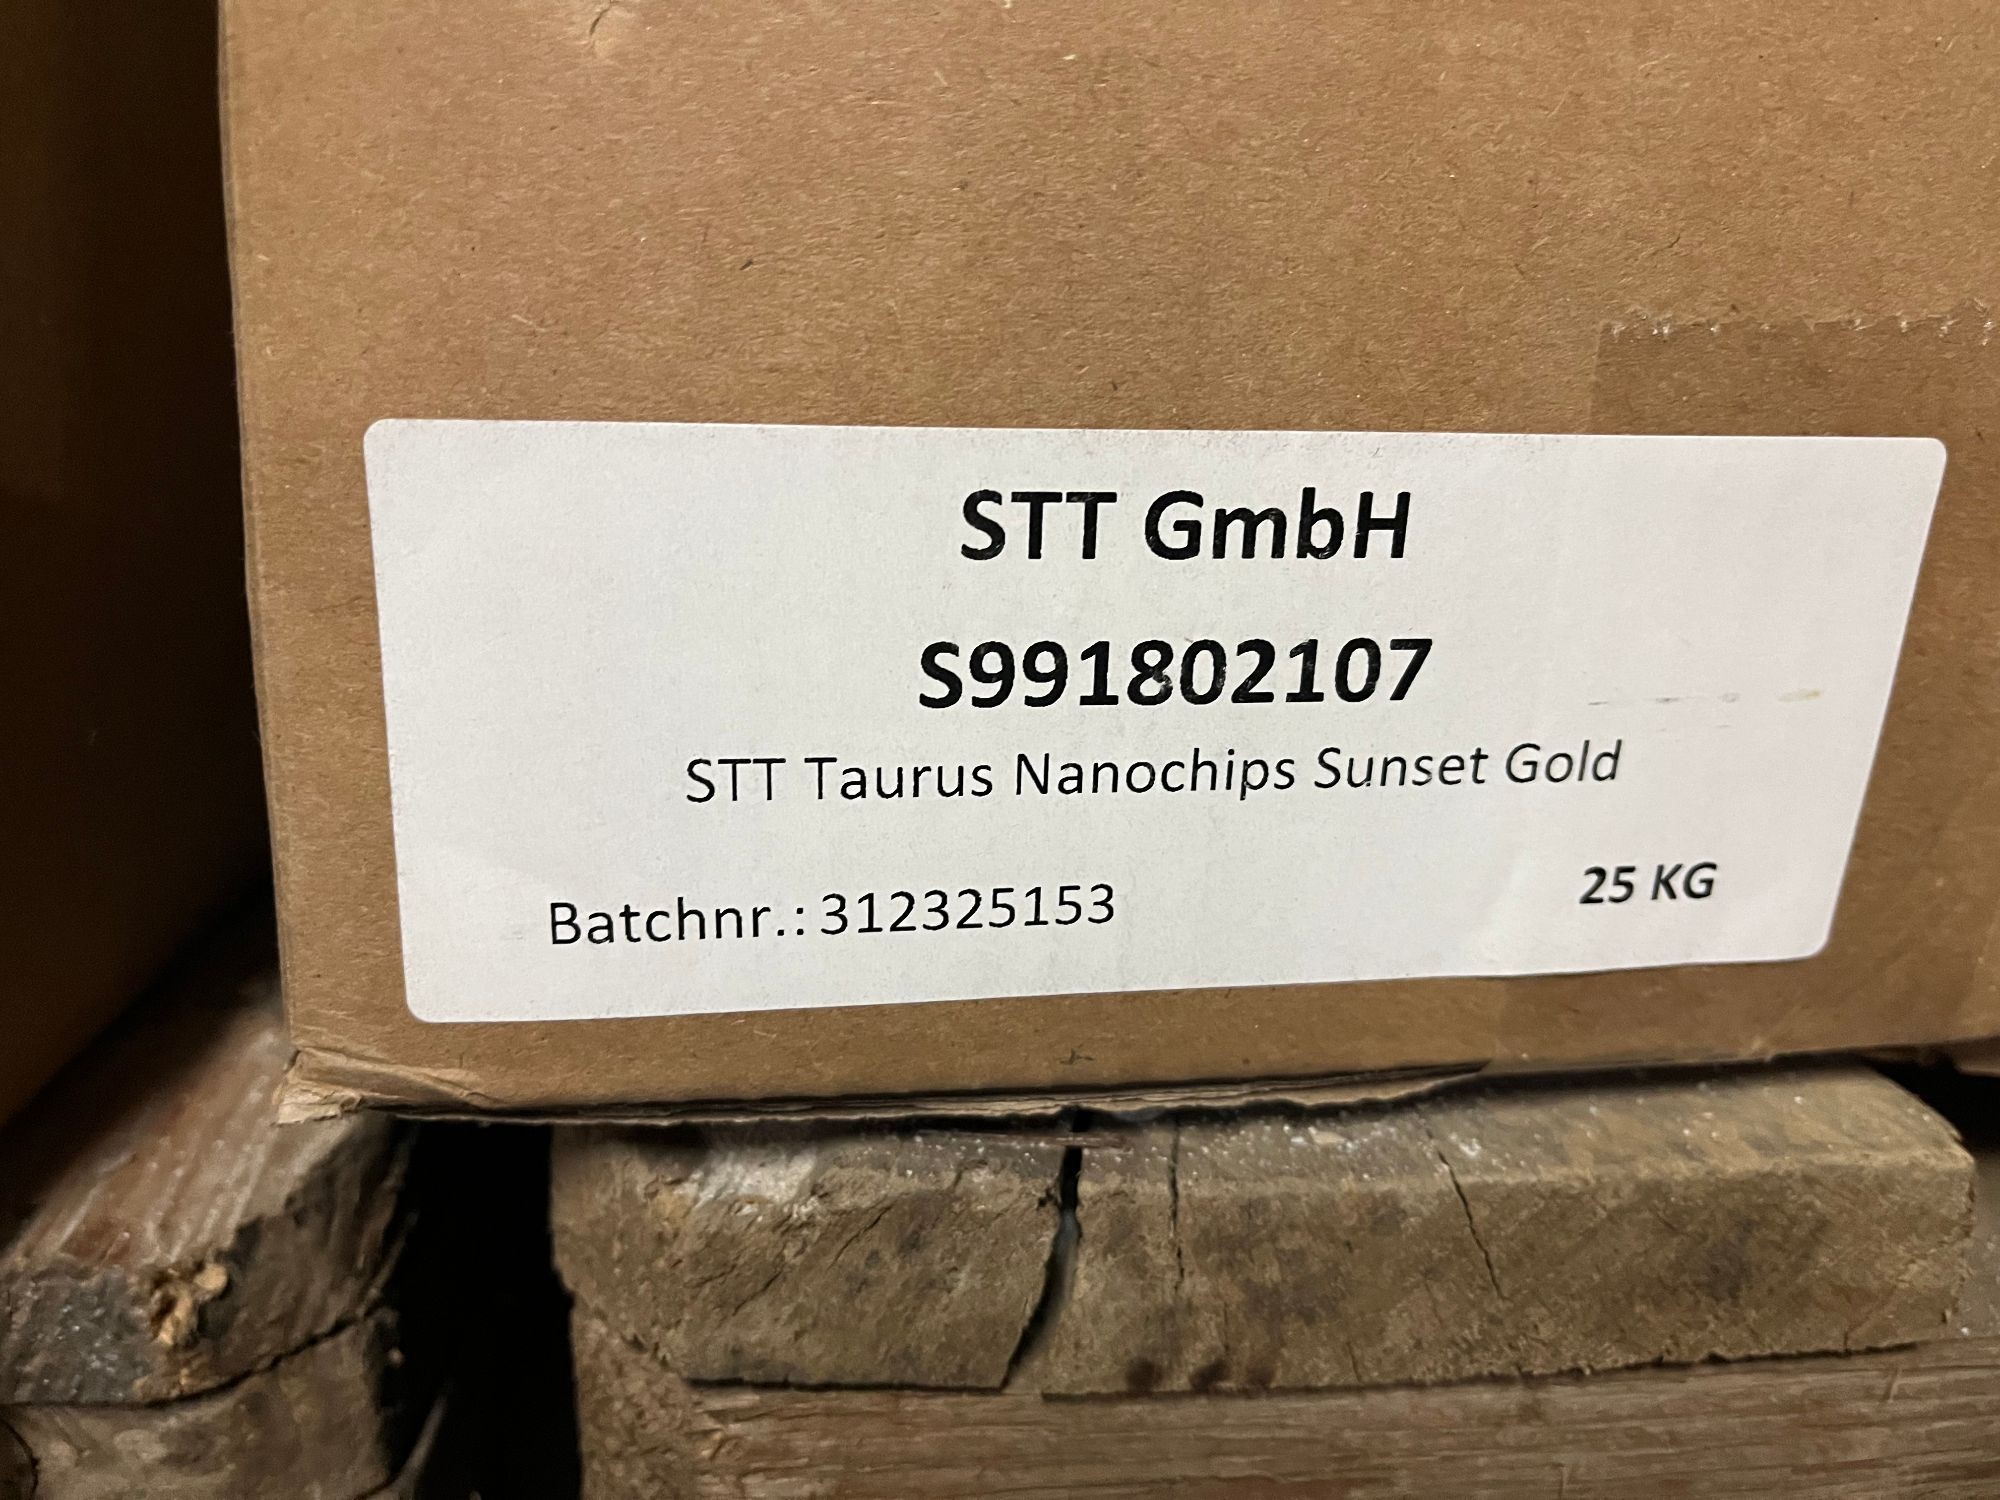 STT GmbH
S991802107
STT Taurus Nanochips Sunset Gold
Batchnr.: 312325153
25 KG